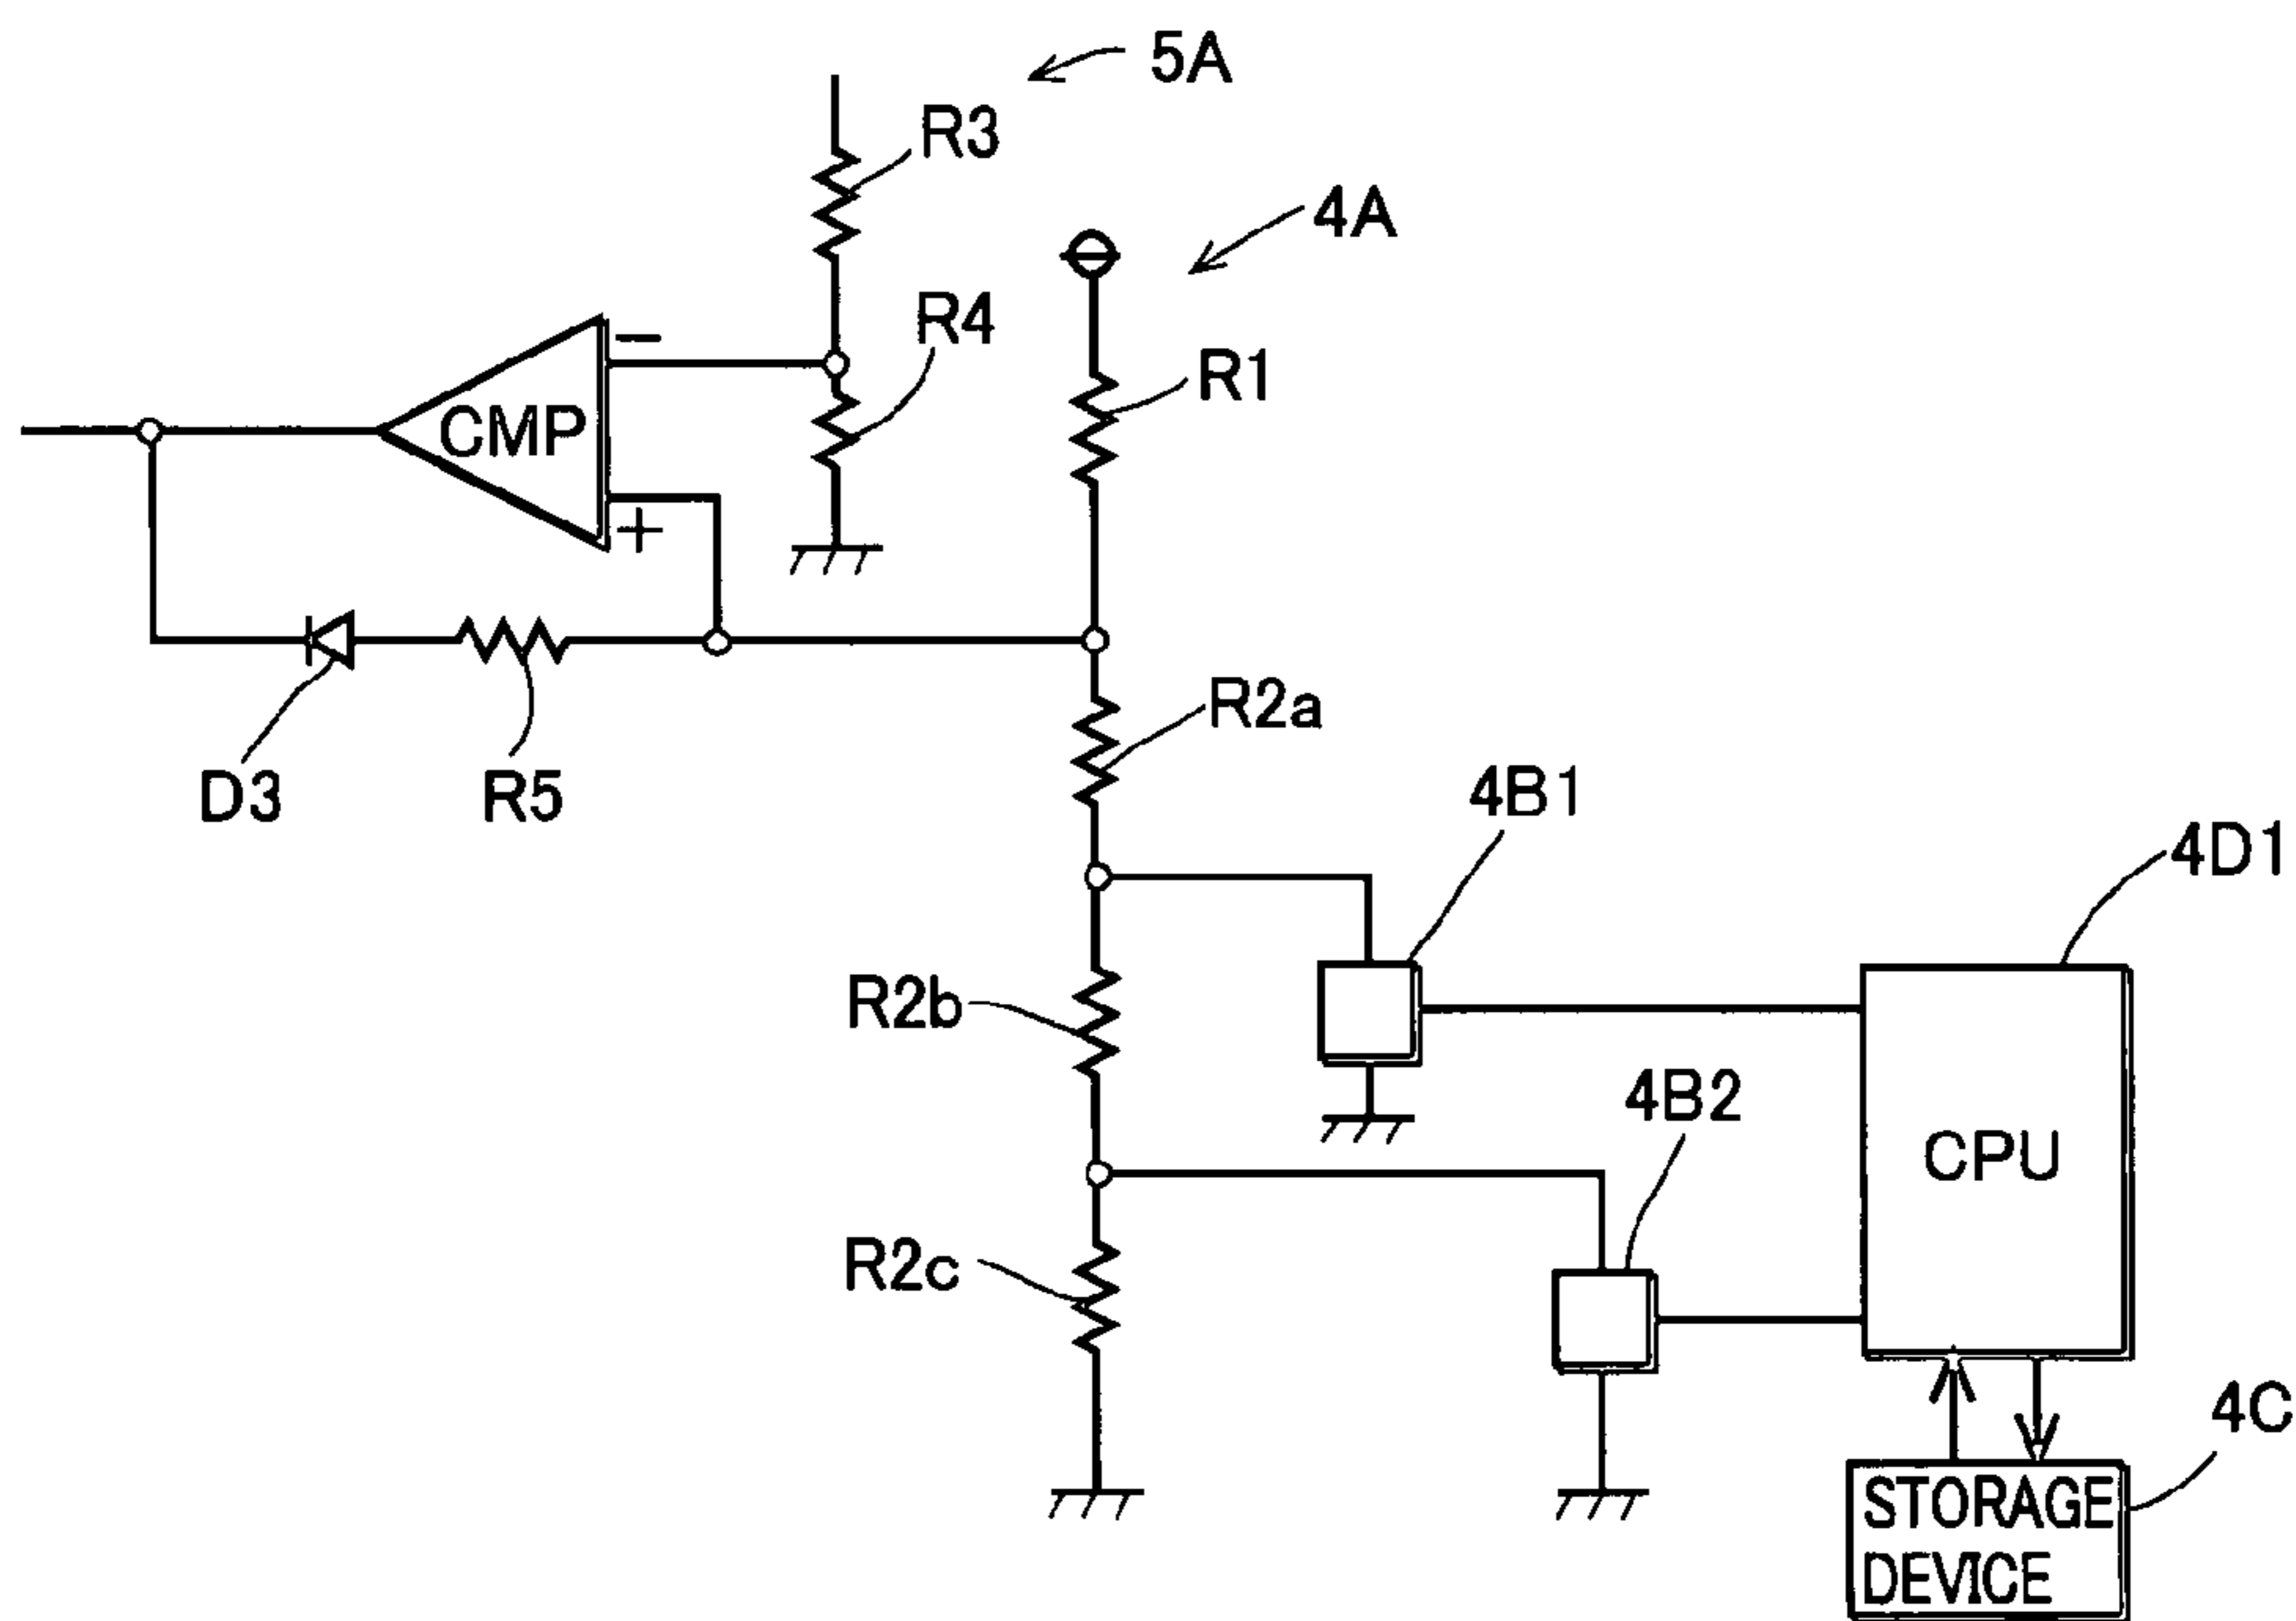 5A
R3
4A
R4
R1
−
CMP
+
R2a
D3
R5
4B1
4D1
R2b
4B2
CPU
R2c
4C
STORAGE
DEVICE